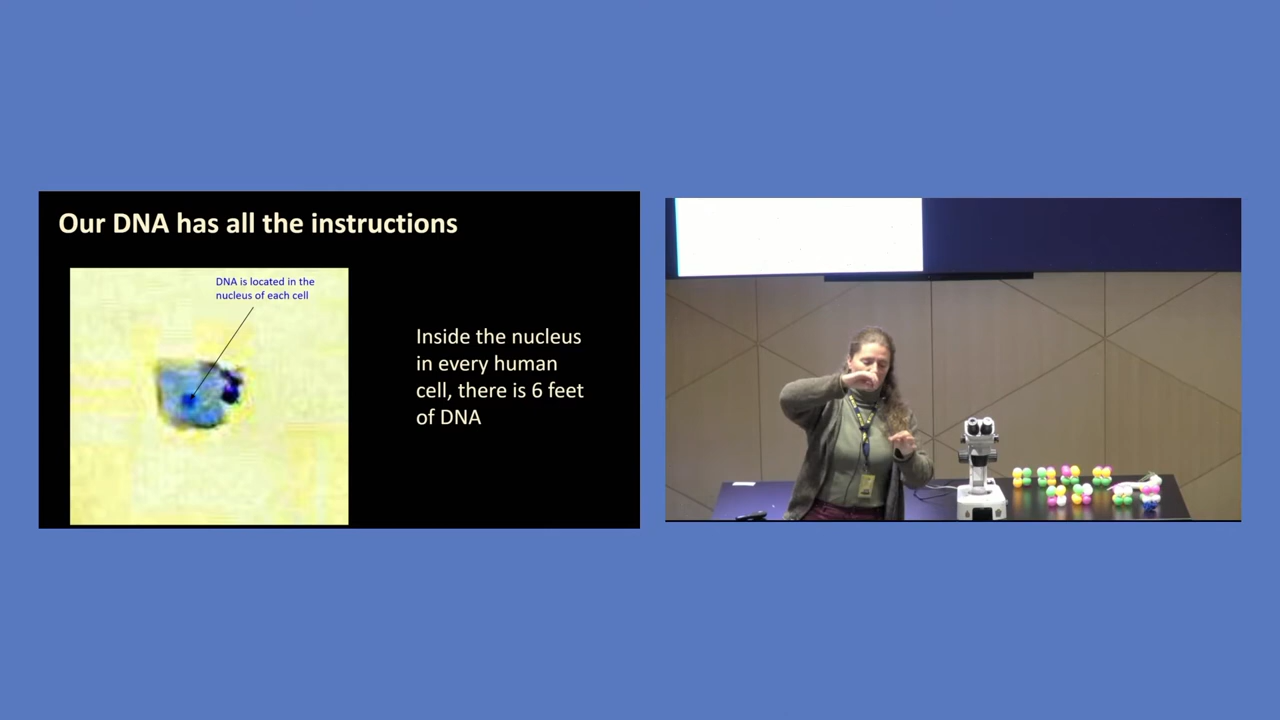 Our DNA has all the instructions
DNA is located in the
nucleus of each cell
Inside the nucleus
in every human
cell, there is 6 feet
of DNA